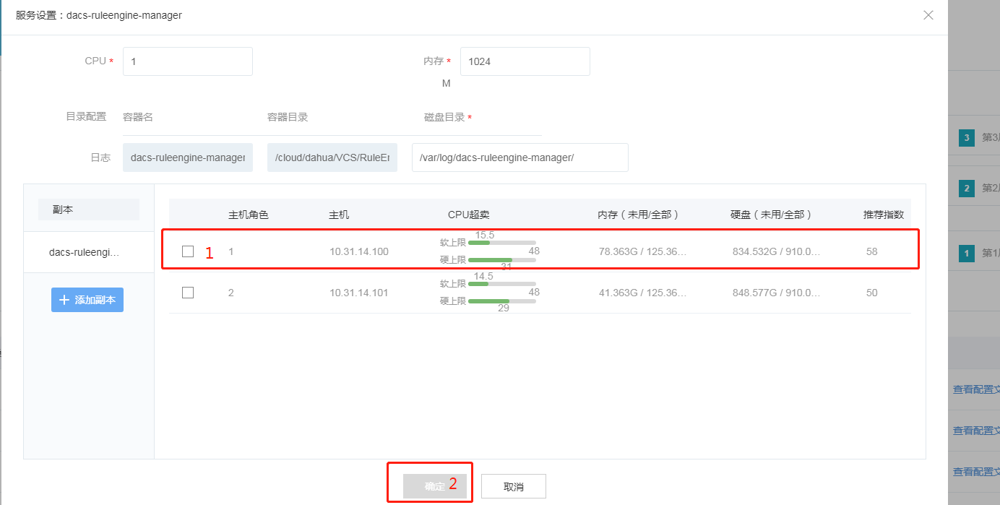 服务设置：dacs-ruleengine-manager
CPU * 1 内存 * 1024
M
目录配置 容器名 容器目录 磁盘目录 *
日志 dacs-ruleengine-manager /cloud/dahua/VCS/RuleEn /var/log/dacs-ruleengine-manager/
副本
dacs-ruleengi...
添加副本
主机角色 主机 CPU超卖 内存（未用/全部） 硬盘（未用/全部） 推荐指数
1 1 10.31.14.100 软上限 15.5 48 硬上限 31 78.363G / 125.36... 834.532G / 910.0... 58
2 10.31.14.101 软上限 14.5 48 硬上限 29 41.363G / 125.36... 848.577G / 910.0... 50
确定 2 取消
3 第3
2 第2
1 第1
查看配置文
查看配置文
查看配置文